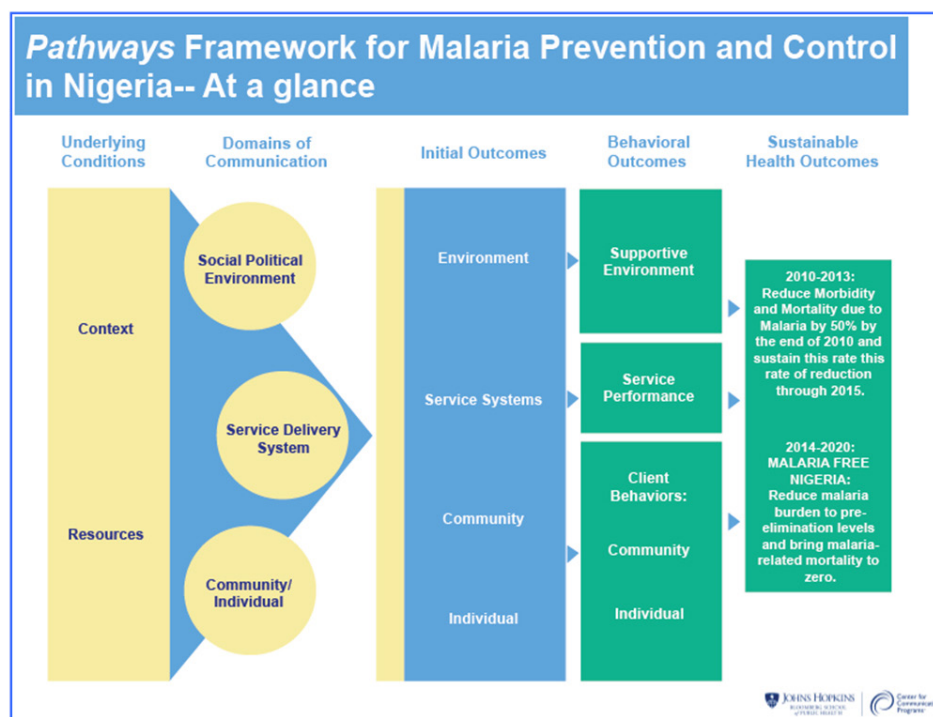 Pathways Framework for Malaria Prevention and Control
in Nigeria-- At a glance
Underlying
Conditions
Domains of
Communication
Initial Outcomes
Behavioral
Outcomes
Sustainable
Health Outcomes
Context
Resources
Social Political
Environment
Service Delivery
System
Community/
Individual
Environment
Service Systems
Community
Individual
Supportive
Environment
Service
Performance
Client
Behaviors:
Community
Individual
2010-2013:
Reduce Morbidity
and Mortality due to
Malaria by 50% by
the end of 2010 and
sustain this rate this
rate of reduction
through 2015.
2014-2020:
MALARIA FREE
NIGERIA:
Reduce malaria
burden to pre-
elimination levels
and bring malaria-
related mortality to
zero.
JOHNS HOPKINS
BLOOMBERG SCHOOL
of PUBLIC HEALTH
Center for
Communication
Programs